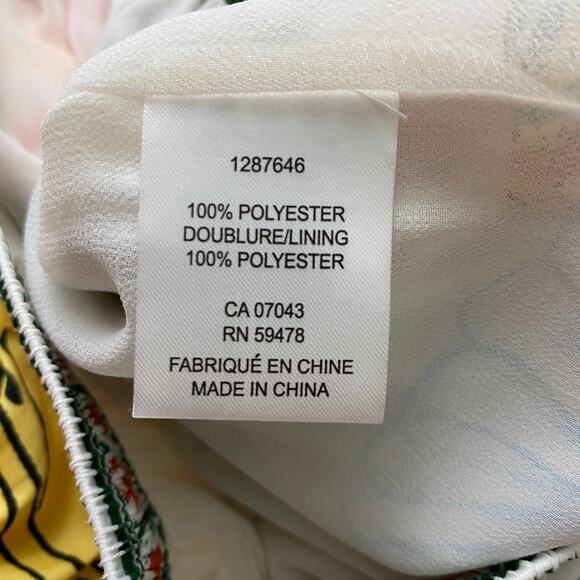 1287646
100% POLYESTER
DOUBLURE/LINING
100% POLYESTER
CA 07043
RN 59478
FABRIQUÉ EN CHINE
MADE IN CHINA